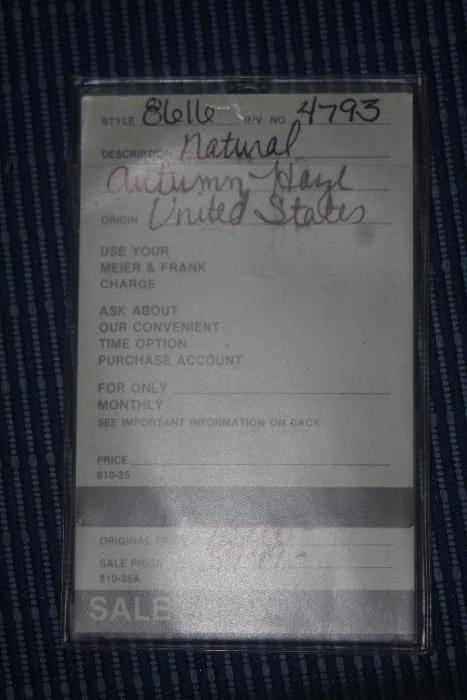 STYLE 8616 INV. NO. 4793
DESCRIPTION Natural
Autumn Haze
ORIGIN United States
USE YOUR
MEIER & FRANK
CHARGE
ASK ABOUT
OUR CONVENIENT
TIME OPTION
PURCHASE ACCOUNT
FOR ONLY
MONTHLY
SEE IMPORTANT INFORMATION ON BACK
PRICE
810-35
ORIGINAL PRICE
SALE PRICE
810-35A
SALE